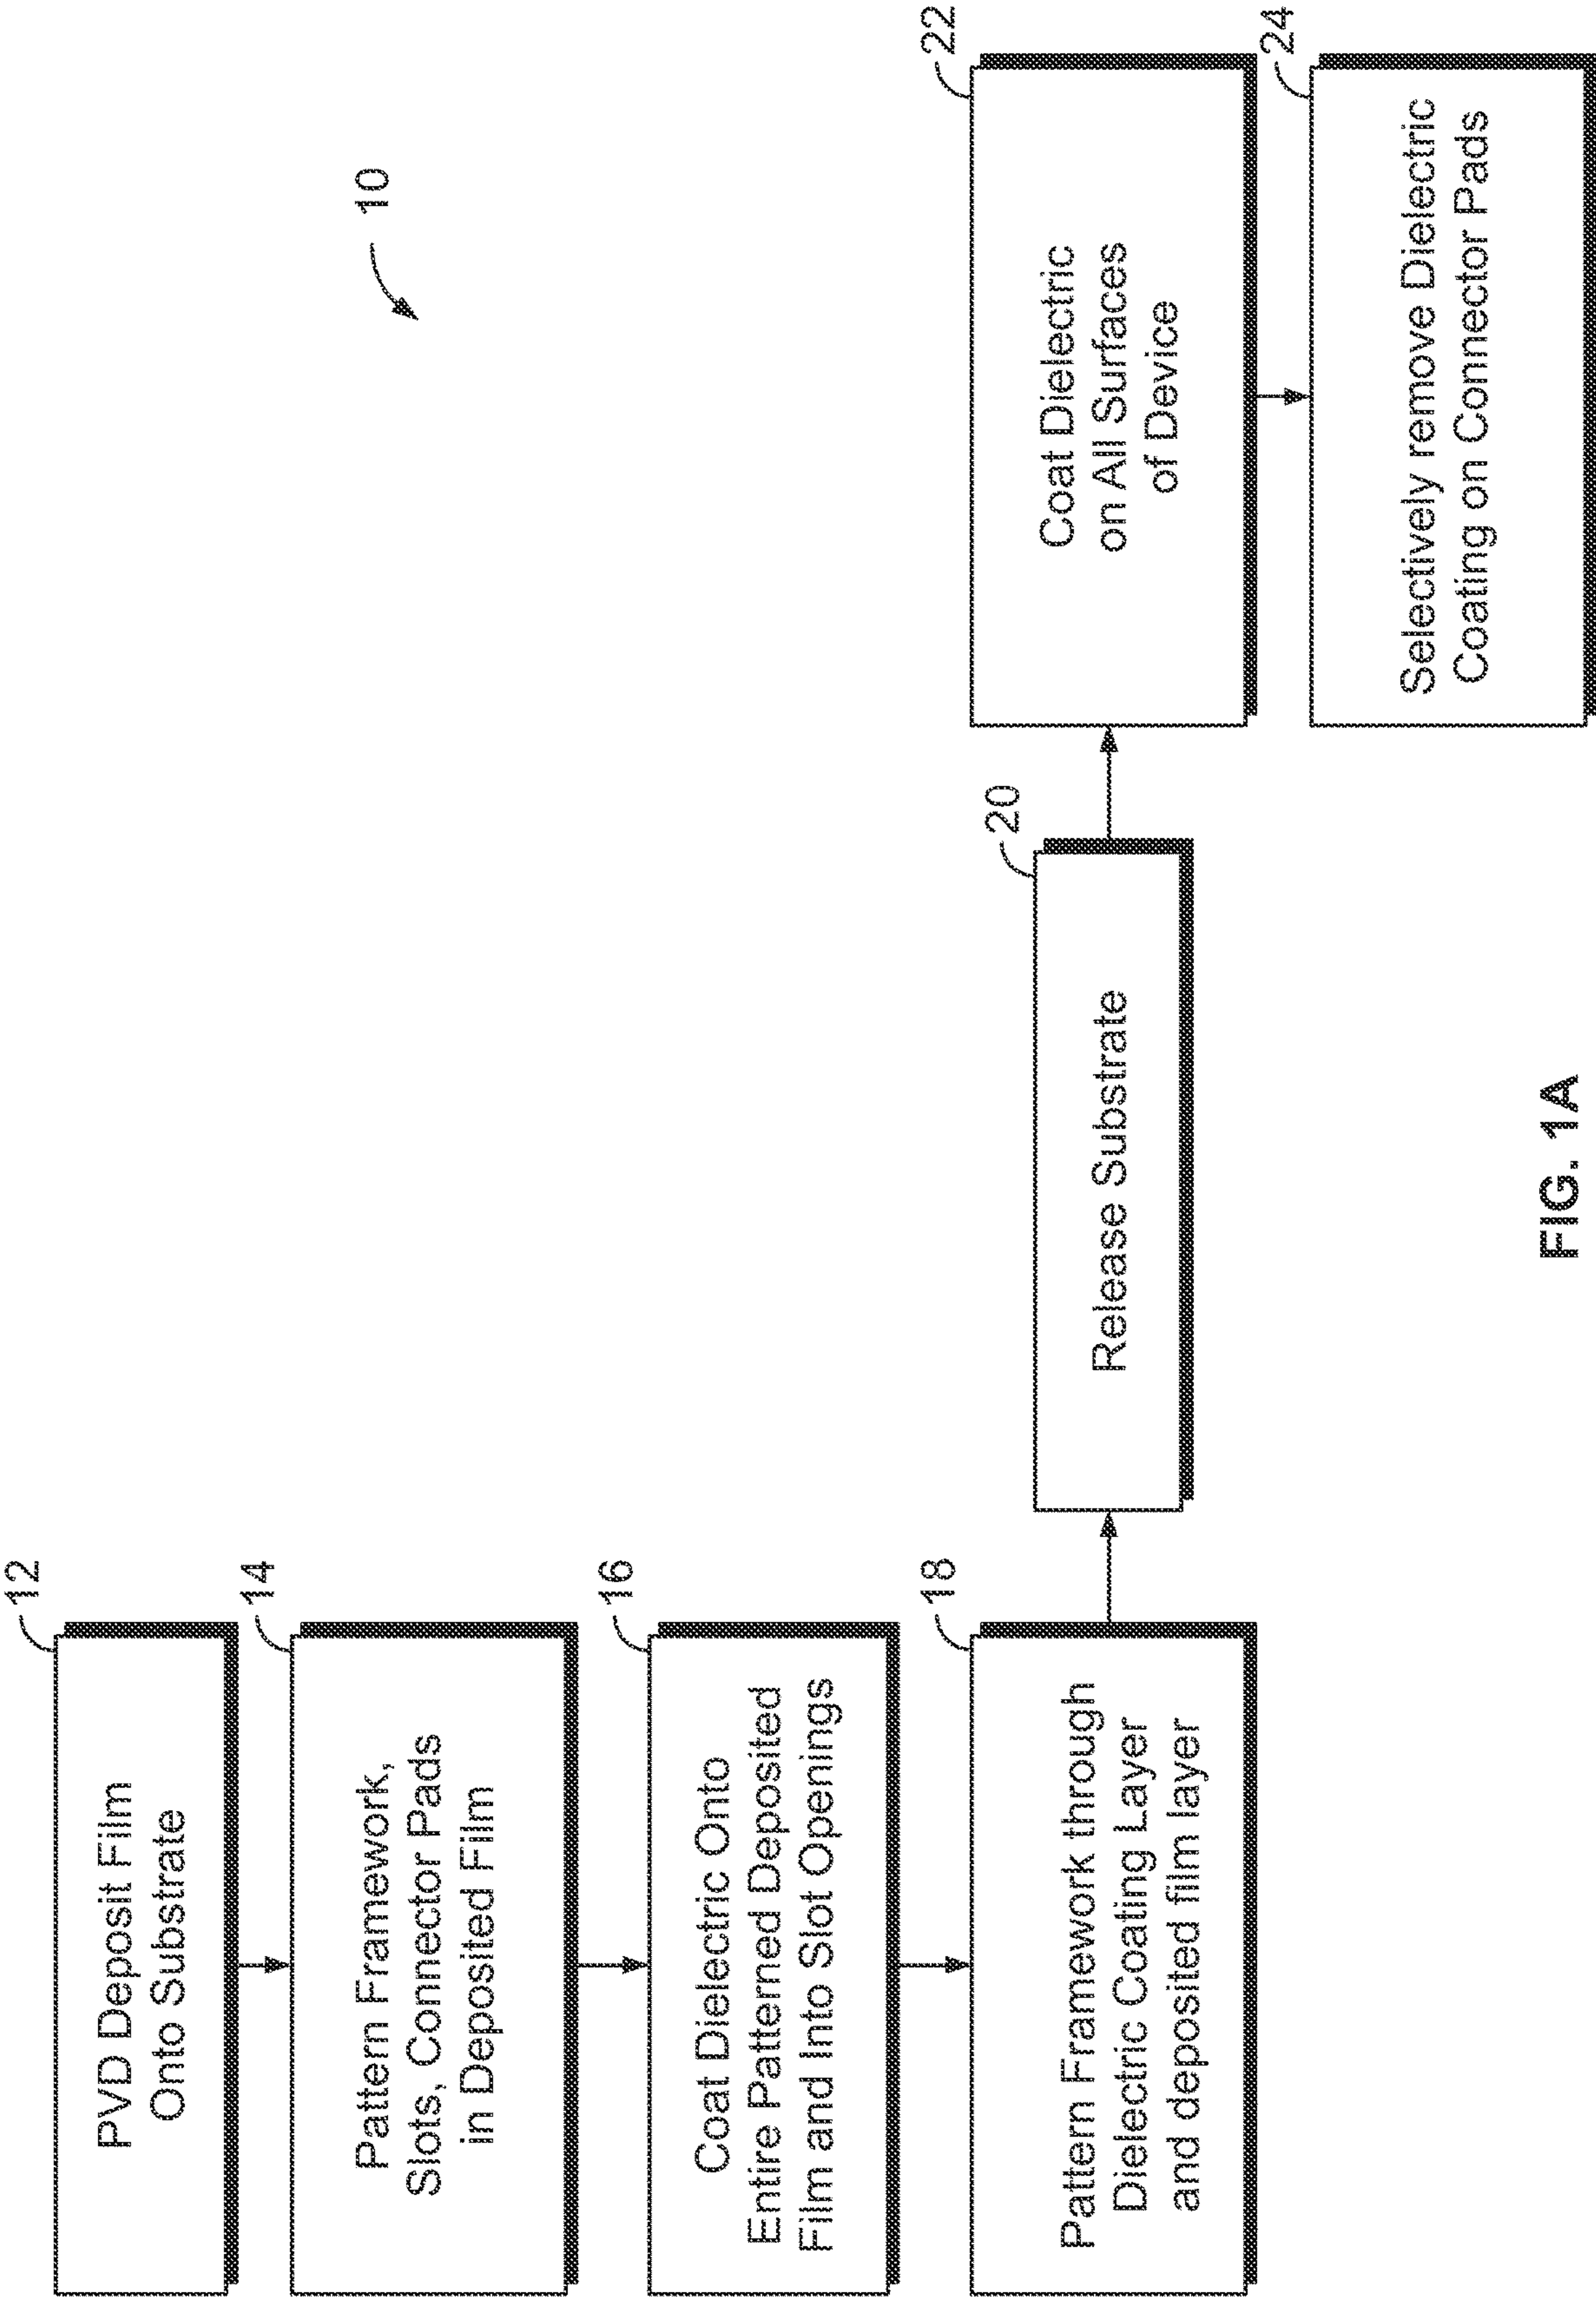 10
12
PVD Deposit Film
Onto Substrate
14
Pattern Framework,
Slots, Connector Pads
in Deposited Film
16
Coat Dielectric Onto
Entire Patterned Deposited
Film and Into Slot Openings
18
Pattern Framework through
Dielectric Coating Layer
and deposited film layer
20
Release Substrate
22
Coat Dielectric
on All Surfaces
of Device
24
Selectively remove Dielectric
Coating on Connector Pads
FIG. 1A